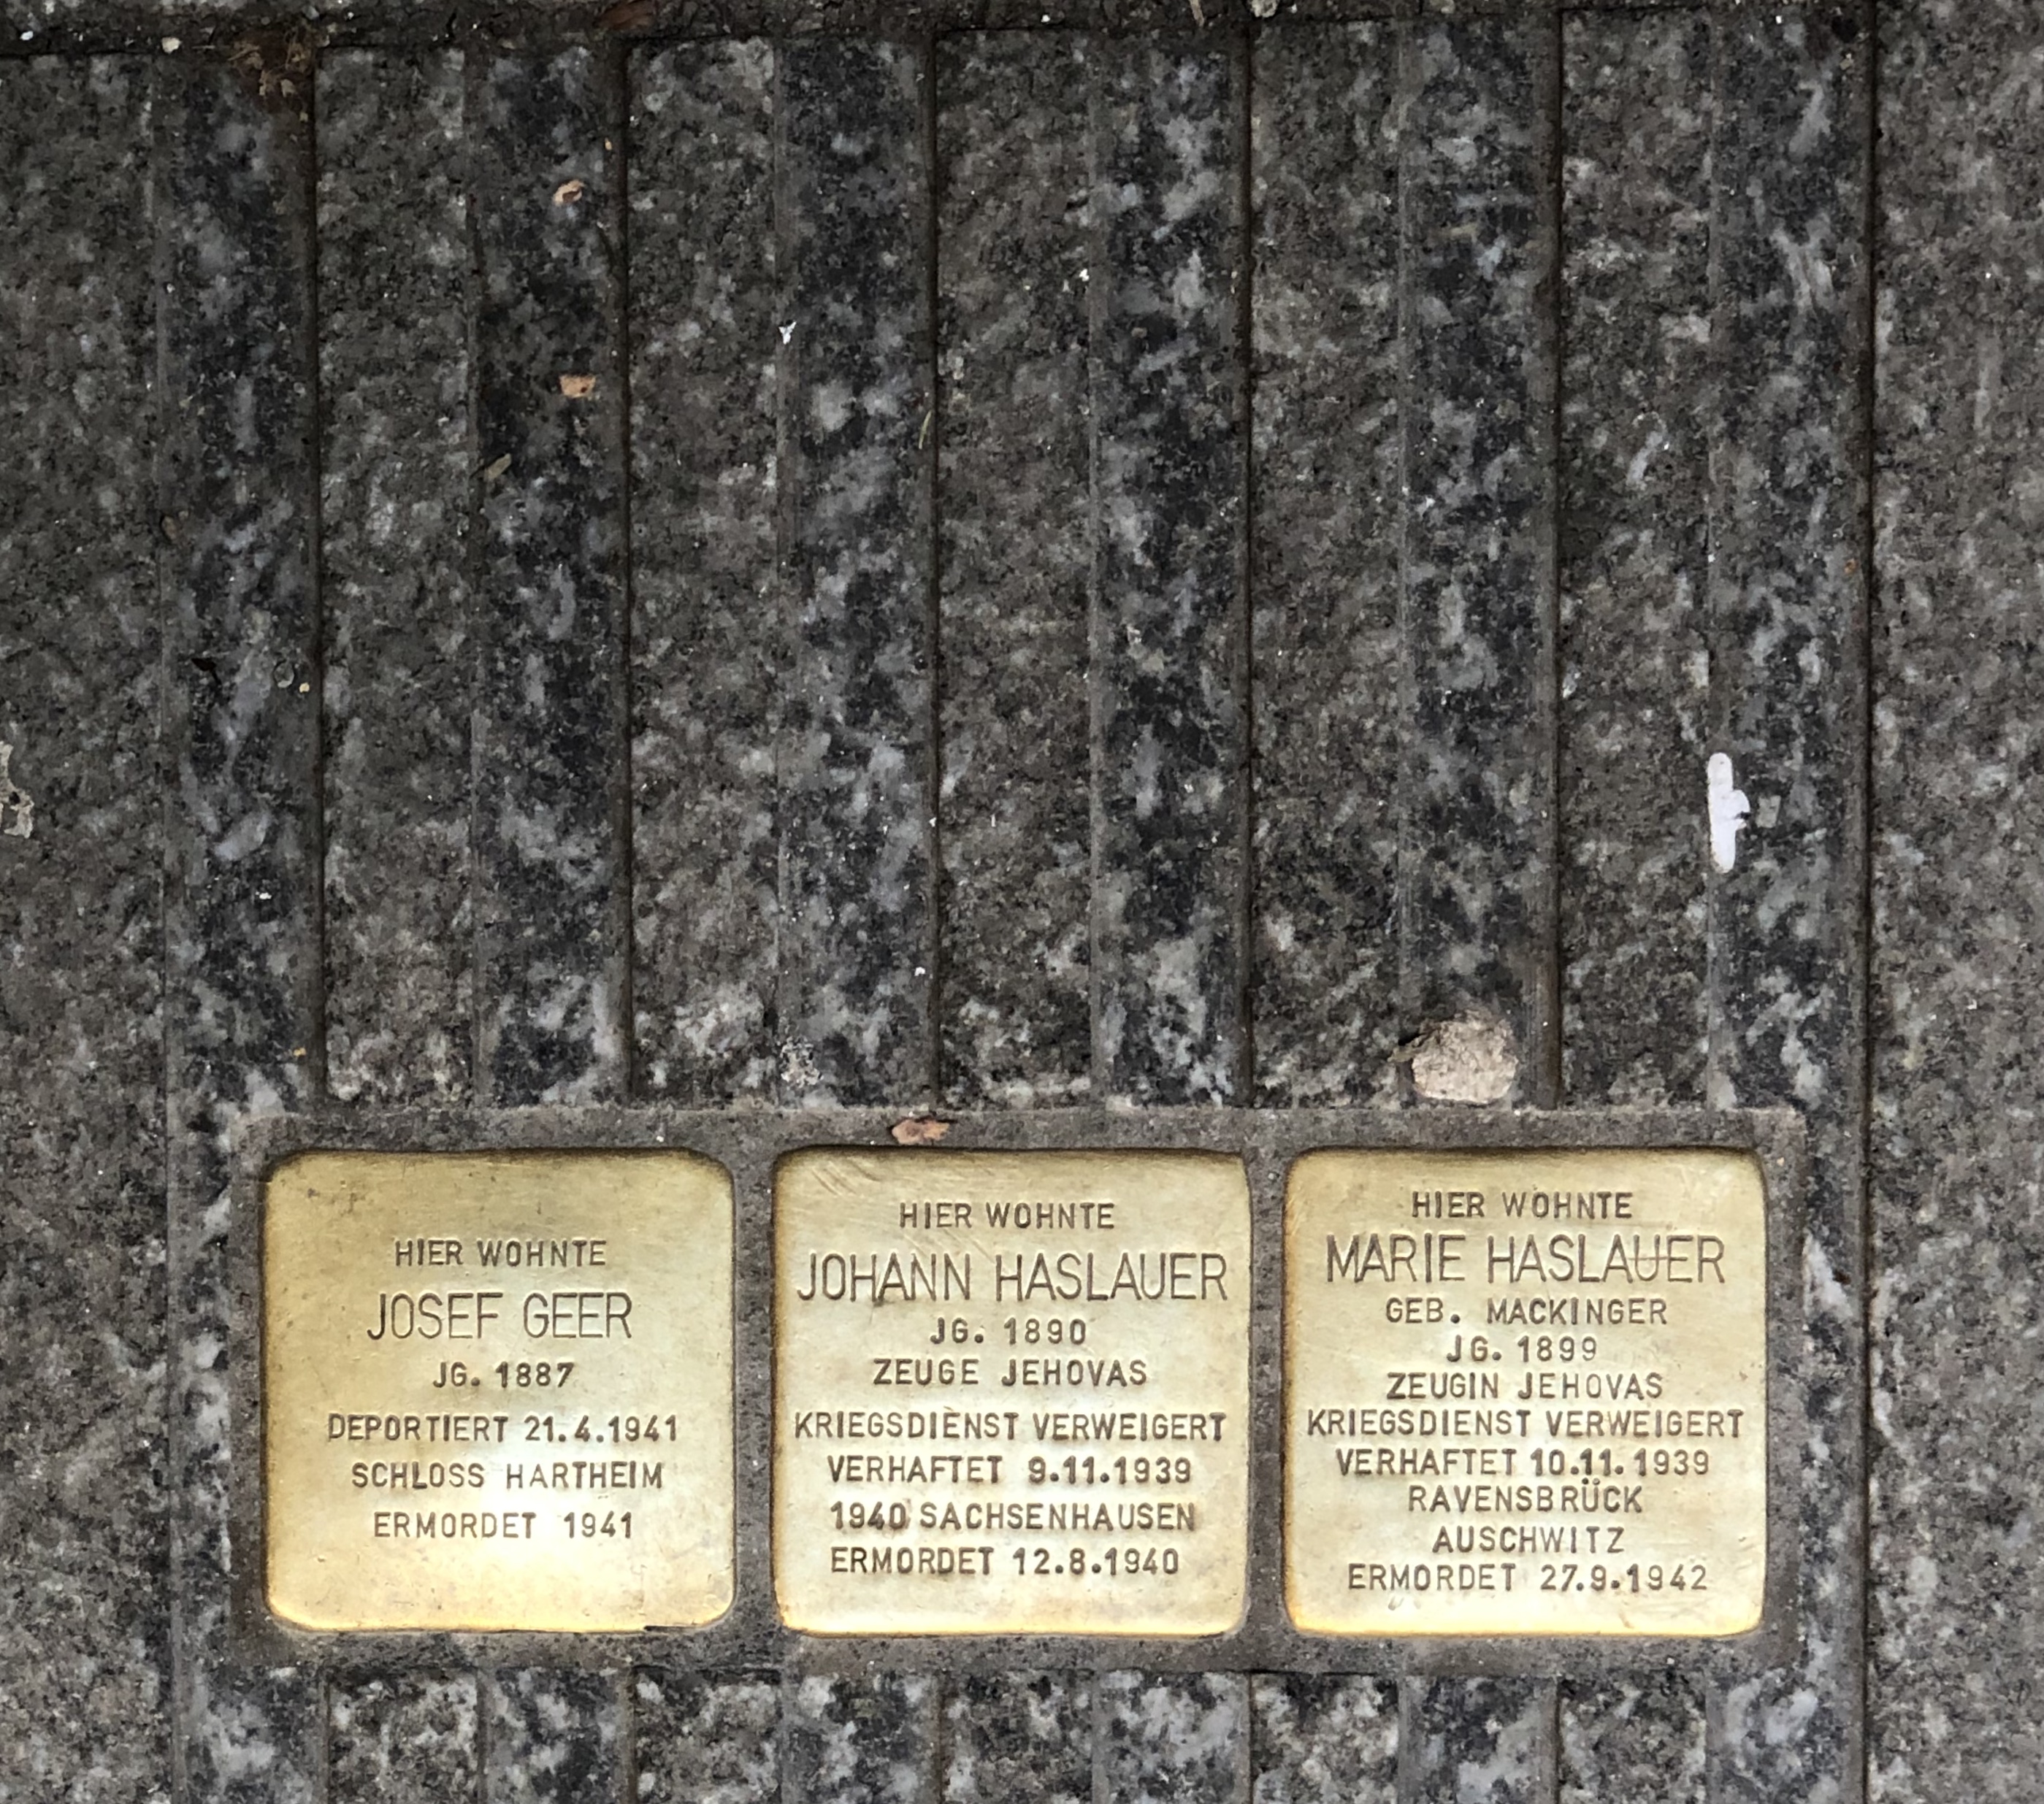 HIER WOHNTE
JOSEF GEER
JG. 1887
DEPORTIERT 21.4.1941
SCHLOSS HARTHEIM
ERMORDET 1941
HIER WOHNTE
JOHANN HASLAUER
JG. 1890
ZEUGE JEHOVAS
KRIEGSDIENST VERWEIGERT
VERHAFTET 9.11.1939
1940 SACHSENHAUSEN
ERMORDET 12.8.1940
HIER WOHNTE
MARIE HASLAUER
GEB. MACKINGER
JG. 1899
ZEUGIN JEHOVAS
KRIEGSDIENST VERWEIGERT
VERHAFTET 10.11.1939
RAVENSBRÜCK
AUSCHWITZ
ERMORDET 27.9.1942